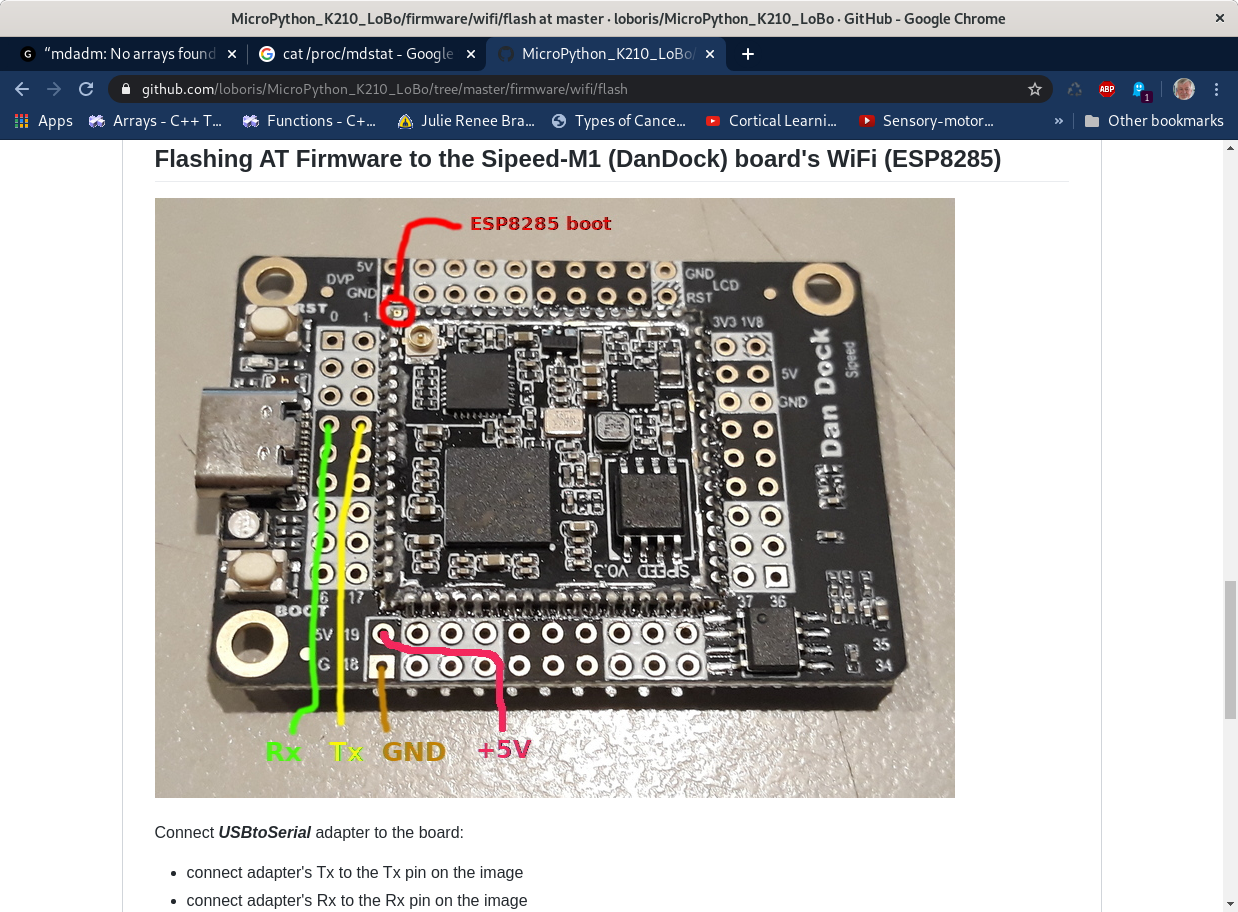 MicroPython_K210_LoBo/firmware/wifi/flash at master · loboris/MicroPython_K210_LoBo · GitHub - Google Chrome
“mdadm: No arrays found
cat /proc/mdstat - Google
MicroPython_K210_LoBo/
github.com/loboris/MicroPython_K210_LoBo/tree/master/firmware/wifi/flash
ABP
1
Apps
Arrays - C++ T...
Functions - C+...
Julie Renee Bra...
Types of Cance...
Cortical Learni...
Sensory-motor...
»
Other bookmarks
Flashing AT Firmware to the Sipeed-M1 (DanDock) board's WiFi (ESP8285)
ESP8285 boot
5V
DVP
GND
GND
LCD
RST
RST
0
1
3V3 1V8
5V
GND
Dan Dock
Sipeed
SIPEED V0.3
6
17
BOOT
37
36
5V
19
G
18
35
34
Rx
Tx
GND
+5V
Connect USBtoSerial adapter to the board:
• connect adapter's Tx to the Tx pin on the image
• connect adapter's Rx to the Rx pin on the image